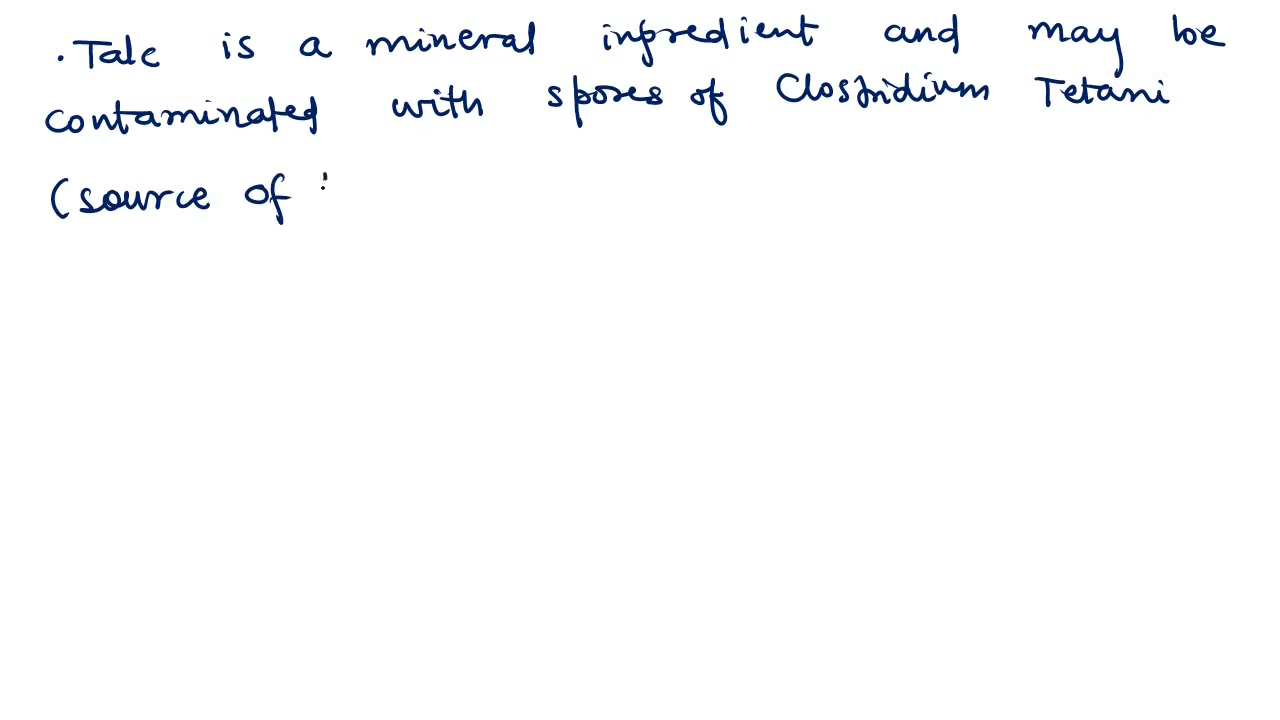 . Talc is a mineral ingredient and may be
contaminated with spores of Clostridium Tetani
(source of